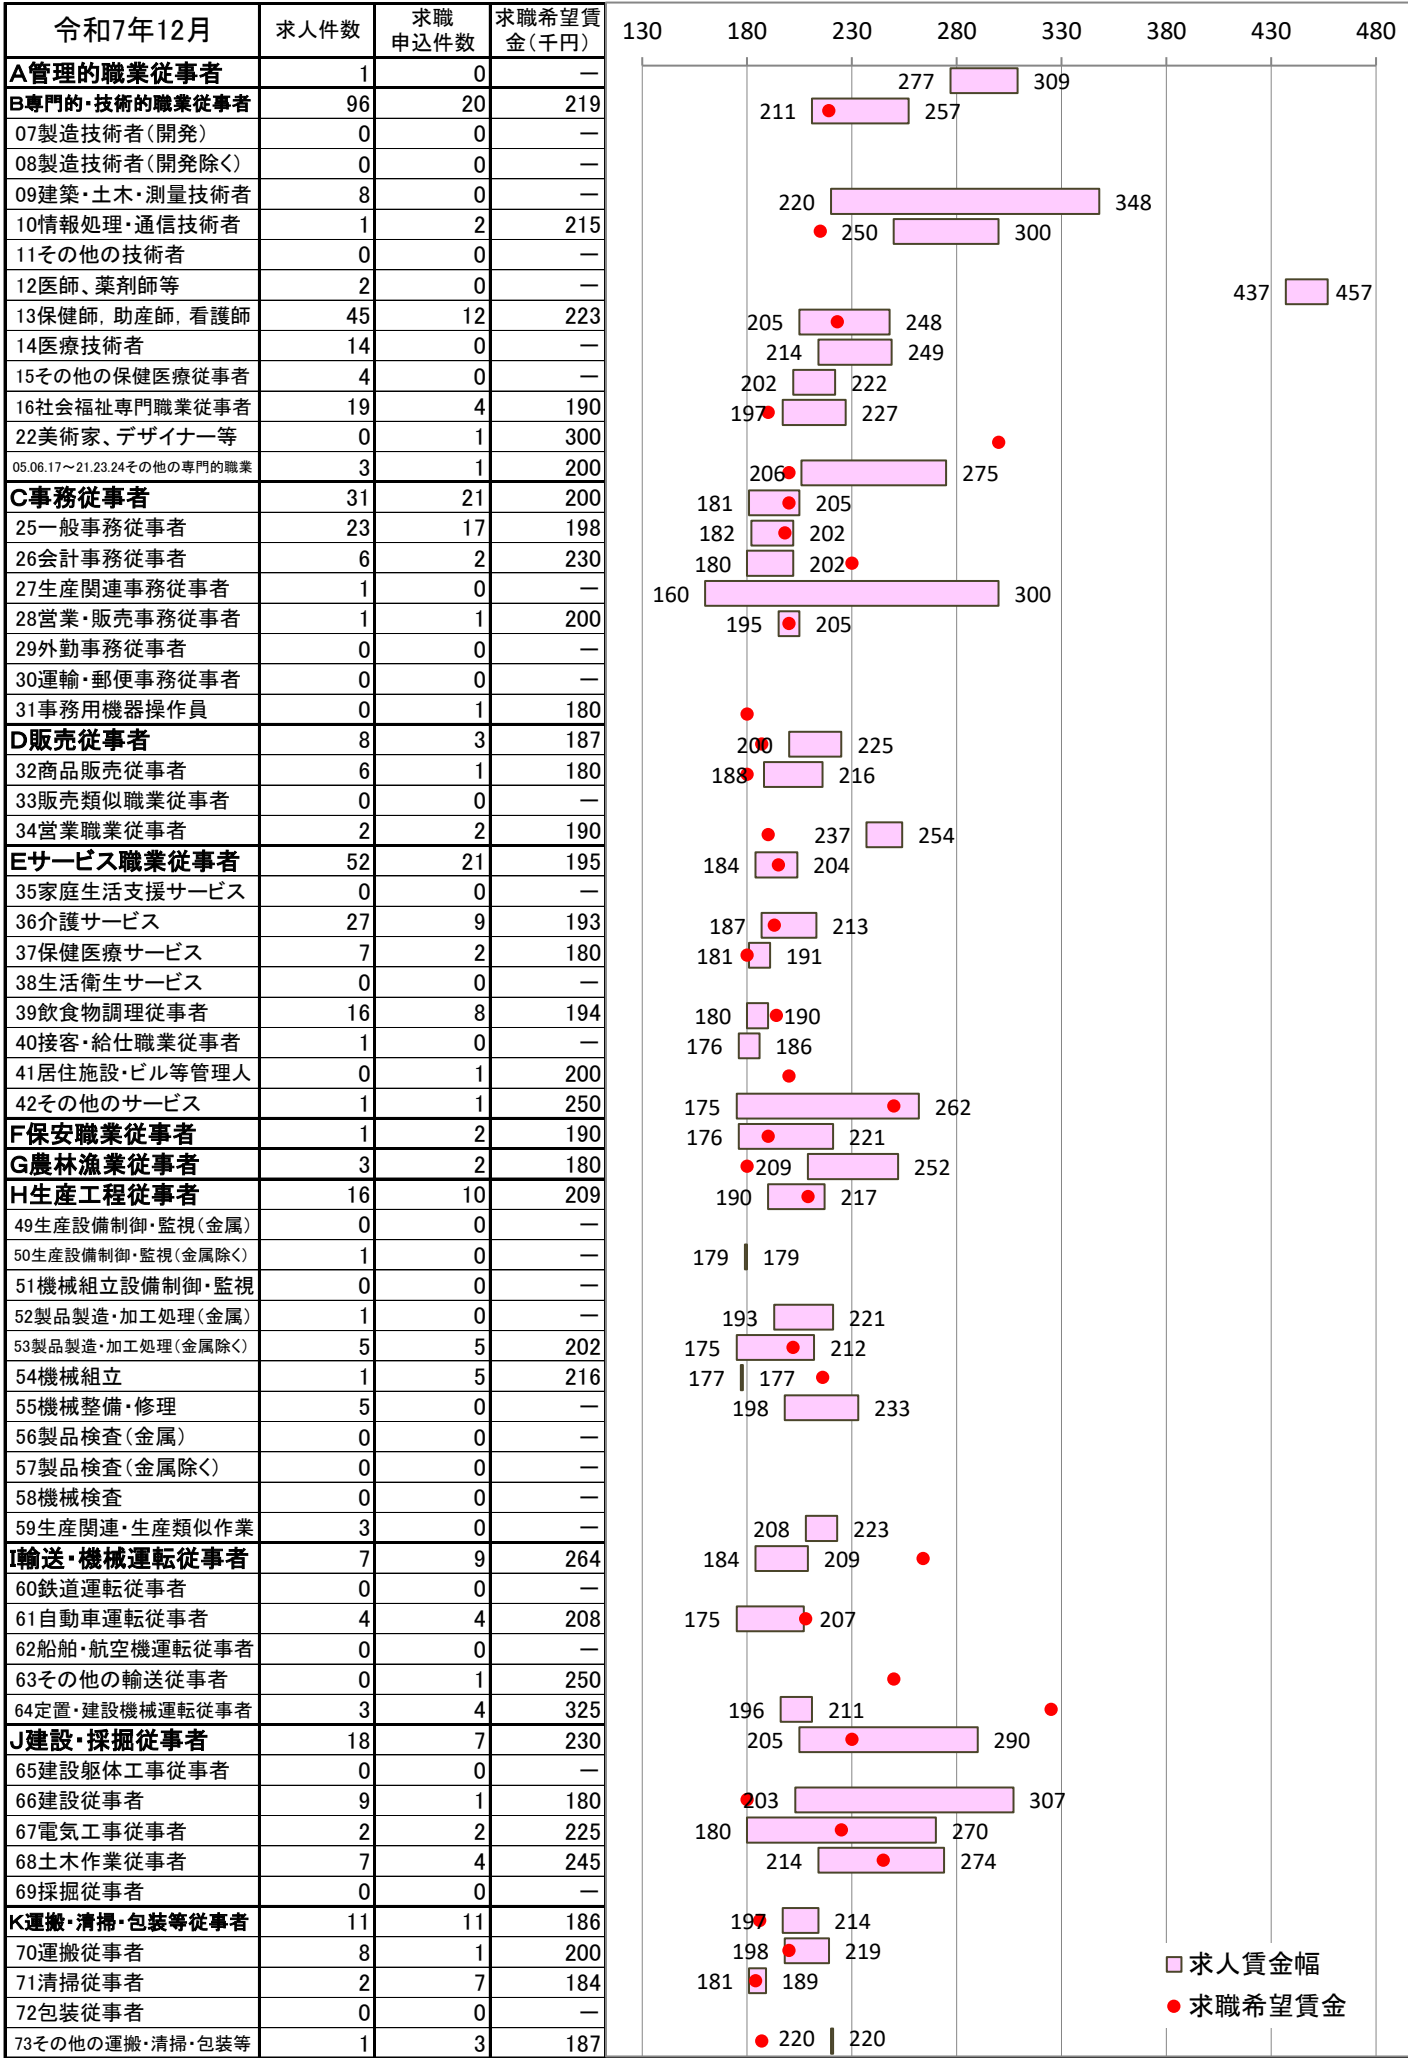 令和7年12月 求人件数 求職申込件数 求職希望賃金(千円) 130 180 230 280 330 380 430 480
A管理的職業従事者 1 0 ― 277 309
B専門的・技術的職業従事者 96 20 219 211 257
07製造技術者(開発) 0 0 ―
08製造技術者(開発除く) 0 0 ―
09建築・土木・測量技術者 8 0 ― 220 348
10情報処理・通信技術者 1 2 215 250 300
11その他の技術者 0 0 ―
12医師、薬剤師等 2 0 ― 437 457
13保健師,助産師,看護師 45 12 223 205 248
14医療技術者 14 0 ― 214 249
15その他の保健医療従事者 4 0 ― 202 222
16社会福祉専門職業従事者 19 4 190 197 227
22美術家、デザイナー等 0 1 300
05.06.17～21.23.24その他の専門的職業 3 1 200 206 275
C事務従事者 31 21 200 181 205
25一般事務従事者 23 17 198 182 202
26会計事務従事者 6 2 230 180 202
27生産関連事務従事者 1 0 ― 160 300
28営業・販売事務従事者 1 1 200 195 205
29外勤事務従事者 0 0 ―
30運輸・郵便事務従事者 0 0 ―
31事務用機器操作員 0 1 180
D販売従事者 8 3 187 200 225
32商品販売従事者 6 1 180 188 216
33販売類似職業従事者 0 0 ―
34営業職業従事者 2 2 190 237 254
Eサービス職業従事者 52 21 195 184 204
35家庭生活支援サービス 0 0 ―
36介護サービス 27 9 193 187 213
37保健医療サービス 7 2 180 181 191
38生活衛生サービス 0 0 ―
39飲食物調理従事者 16 8 194 180 190
40接客・給仕職業従事者 1 0 ― 176 186
41居住施設・ビル等管理人 0 1 200
42その他のサービス 1 1 250 175 262
F保安職業従事者 1 2 190 176 221
G農林漁業従事者 3 2 180 209 252
H生産工程従事者 16 10 209 190 217
49生産設備制御・監視(金属) 0 0 ―
50生産設備制御・監視(金属除く) 1 0 ― 179 179
51機械組立設備制御・監視 0 0 ―
52製品製造・加工処理(金属) 1 0 ― 193 221
53製品製造・加工処理(金属除く) 5 5 202 175 212
54機械組立 1 5 216 177 177
55機械整備・修理 5 0 ― 198 233
56製品検査(金属) 0 0 ―
57製品検査(金属除く) 0 0 ―
58機械検査 0 0 ―
59生産関連・生産類似作業 3 0 ― 208 223
I輸送・機械運転従事者 7 9 264 184 209
60鉄道運転従事者 0 0 ―
61自動車運転従事者 4 4 208 175 207
62船舶・航空機運転従事者 0 0 ―
63その他の輸送従事者 0 1 250
64定置・建設機械運転従事者 3 4 325 196 211
J建設・採掘従事者 18 7 230 205 290
65建設躯体工事従事者 0 0 ―
66建設従事者 9 1 180 203 307
67電気工事従事者 2 2 225 180 270
68土木作業従事者 7 4 245 214 274
69採掘従事者 0 0 ―
K運搬・清掃・包装等従事者 11 11 186 197 214
70運搬従事者 8 1 200 198 219
71清掃従事者 2 7 184 181 189
72包装従事者 0 0 ―
73その他の運搬・清掃・包装等 1 3 187 220 220
求人賃金幅
求職希望賃金